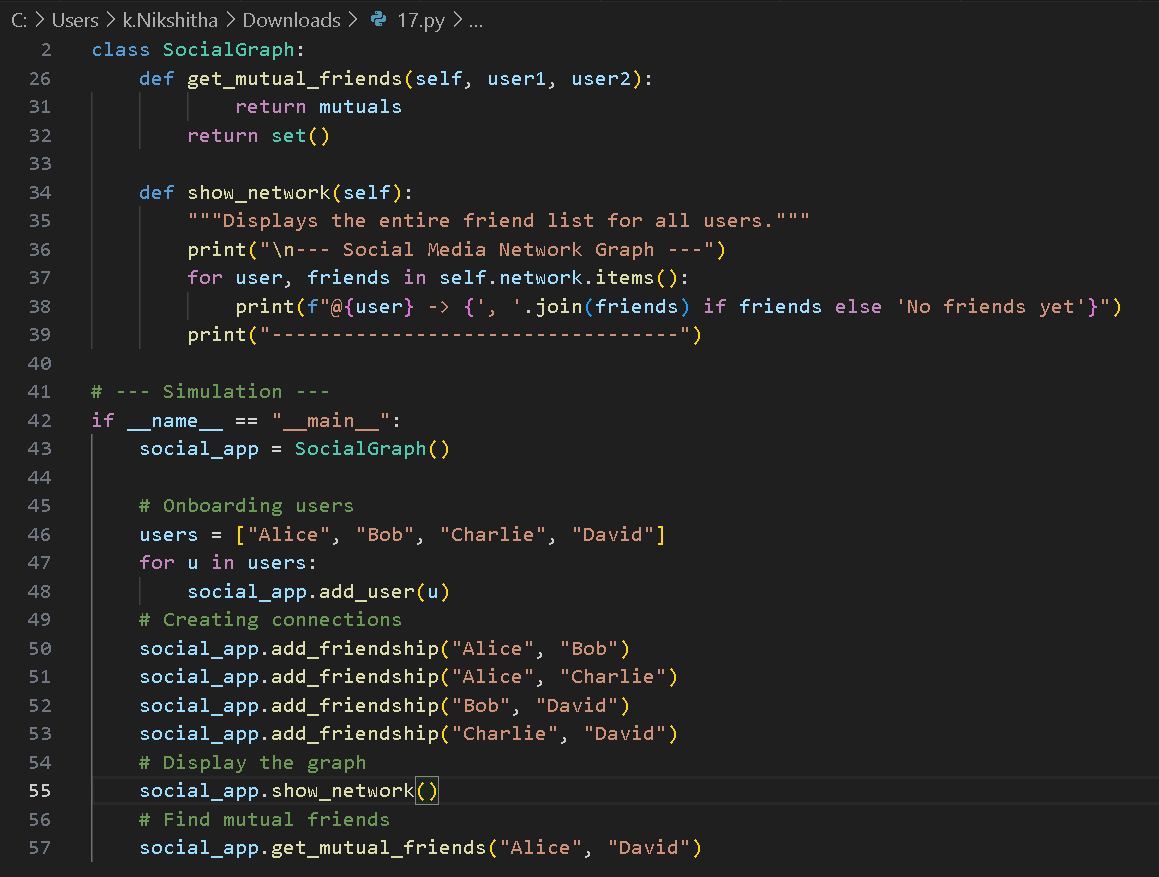 C: > Users > k.Nikshitha > Downloads > 17.py > ...
2 class SocialGraph:
26     def get_mutual_friends(self, user1, user2):
31             return mutuals
32         return set()
33
34     def show_network(self):
35         """Displays the entire friend list for all users."""
36         print("\n--- Social Media Network Graph ---")
37         for user, friends in self.network.items():
38             print(f"@{user} -> {', '.join(friends) if friends else 'No friends yet'}")
39         print("----------------------------------")
40
41 # --- Simulation ---
42 if __name__ == "__main__":
43     social_app = SocialGraph()
44
45     # Onboarding users
46     users = ["Alice", "Bob", "Charlie", "David"]
47     for u in users:
48         social_app.add_user(u)
49     # Creating connections
50     social_app.add_friendship("Alice", "Bob")
51     social_app.add_friendship("Alice", "Charlie")
52     social_app.add_friendship("Bob", "David")
53     social_app.add_friendship("Charlie", "David")
54     # Display the graph
55     social_app.show_network()
56     # Find mutual friends
57     social_app.get_mutual_friends("Alice", "David")